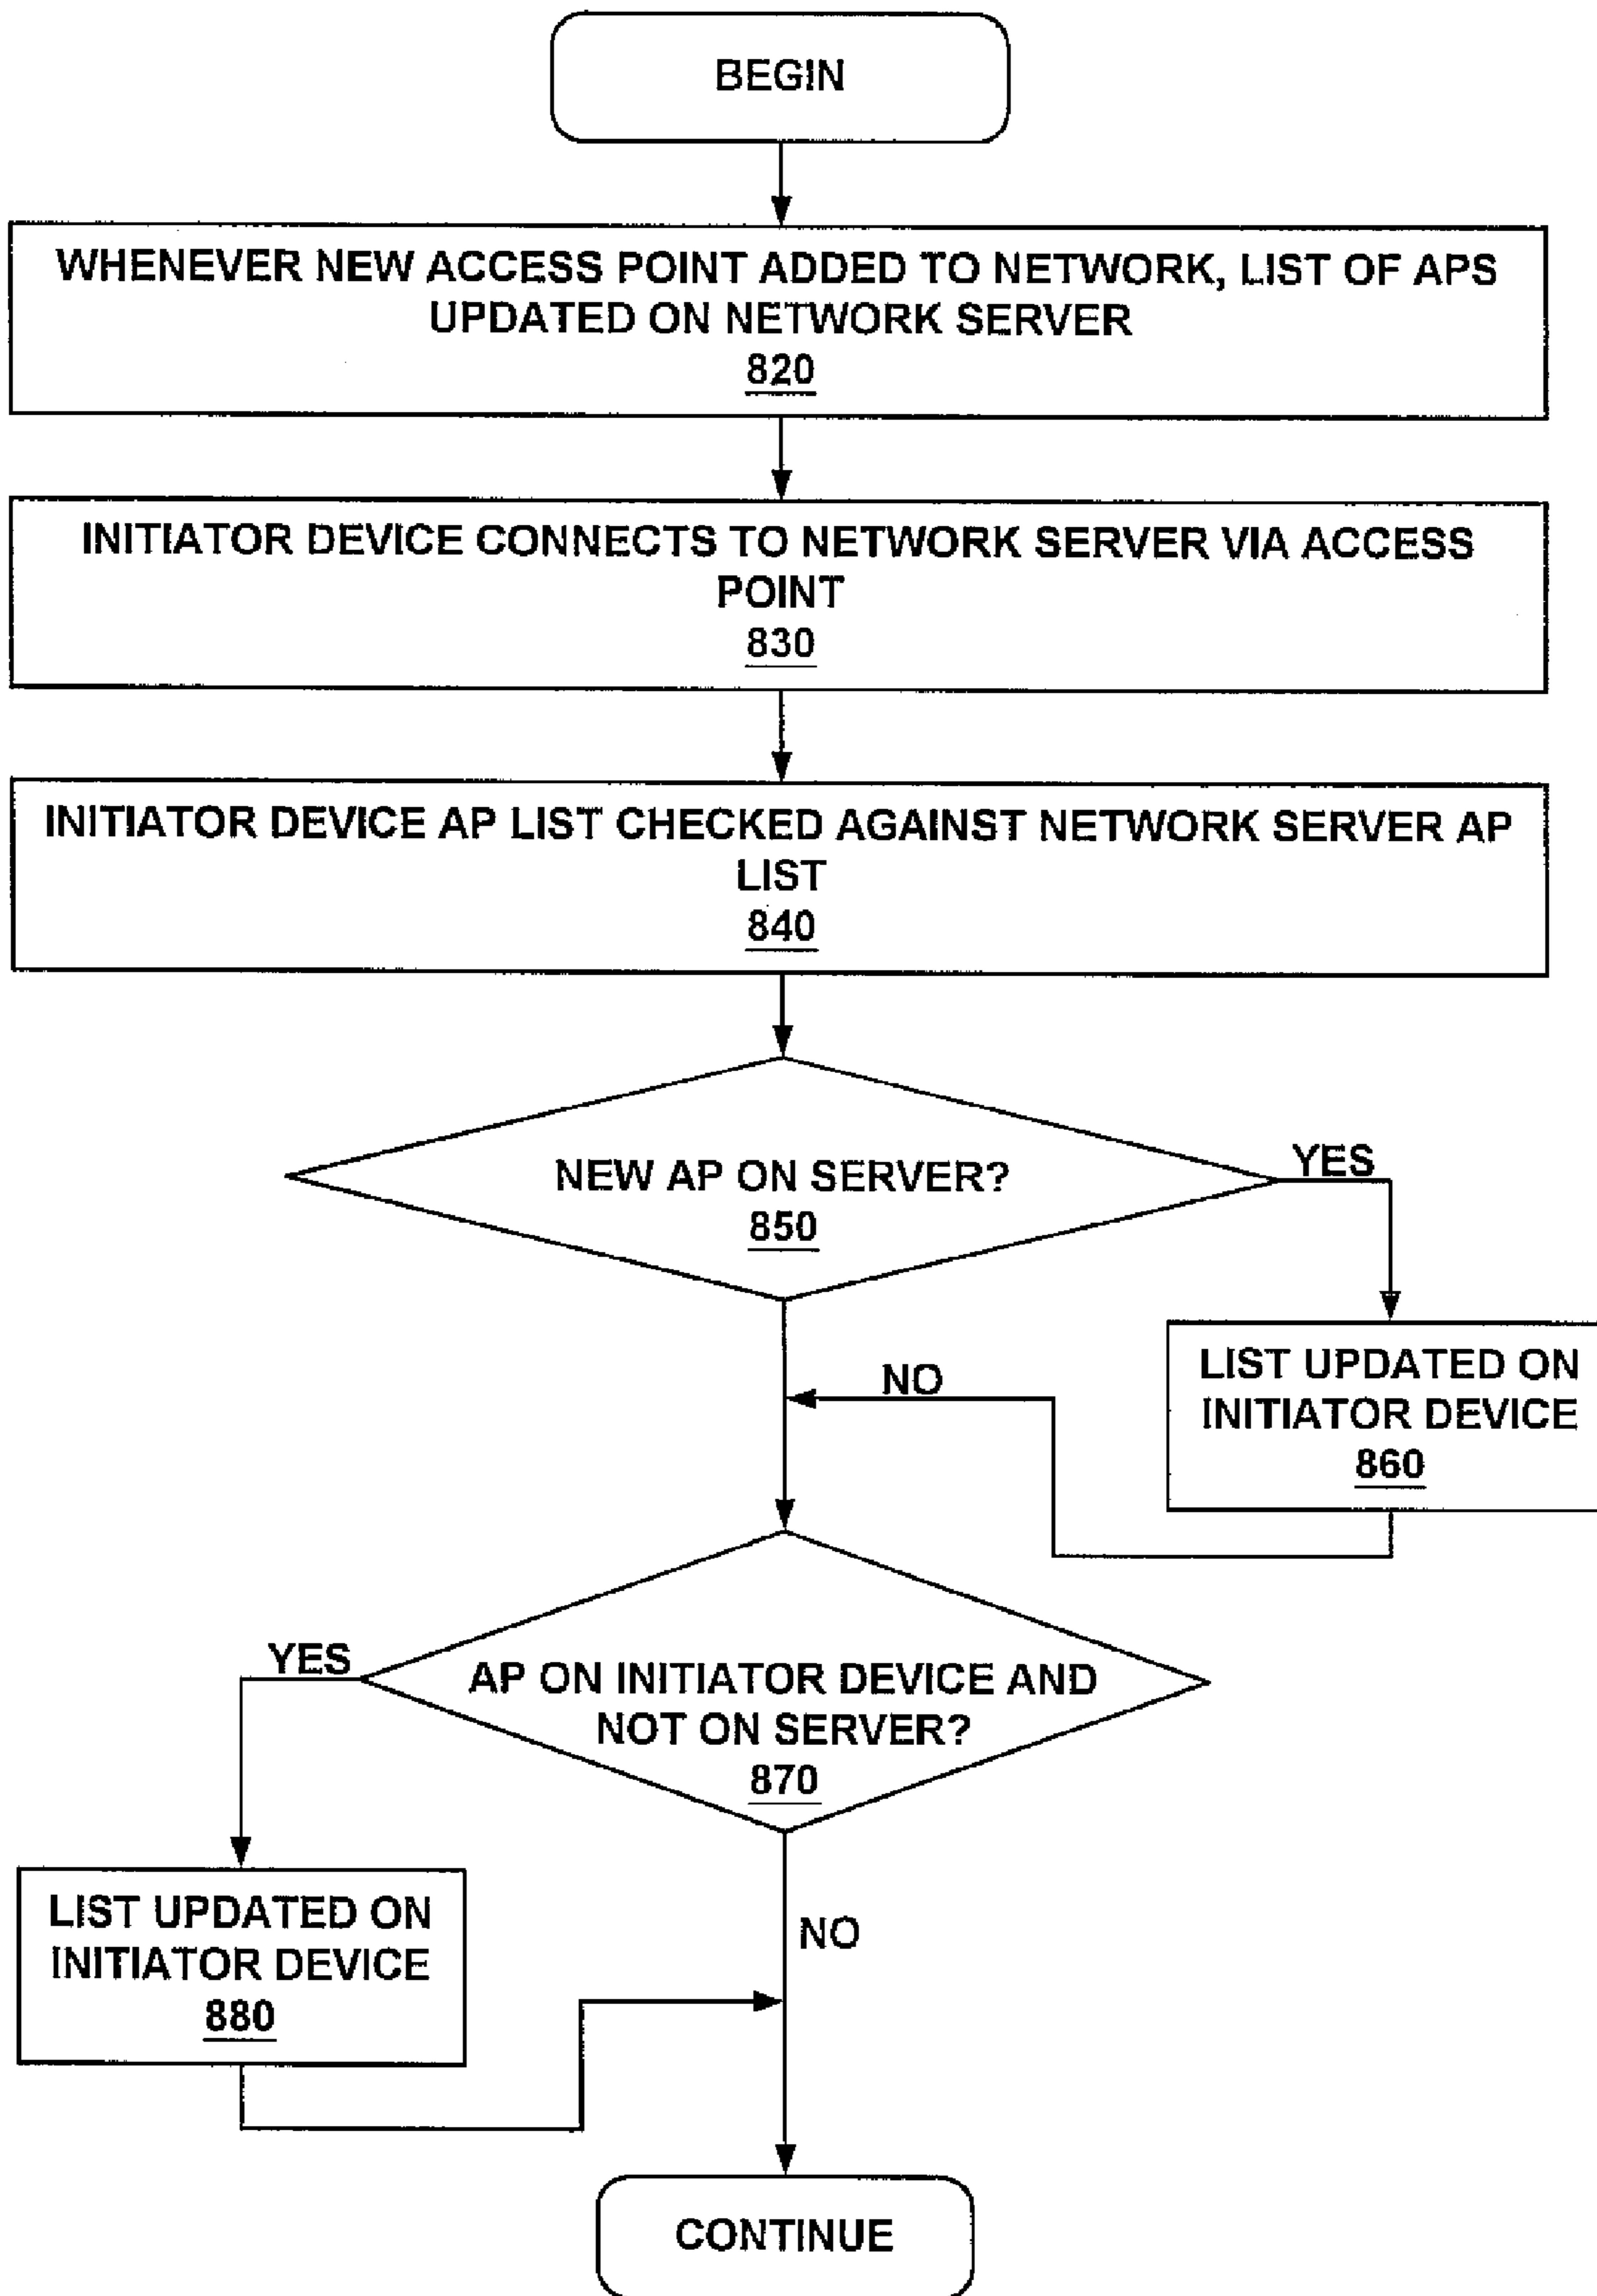 BEGIN
WHENEVER NEW ACCESS POINT ADDED TO NETWORK, LIST OF APS
UPDATED ON NETWORK SERVER
820
INITIATOR DEVICE CONNECTS TO NETWORK SERVER VIA ACCESS
POINT
830
INITIATOR DEVICE AP LIST CHECKED AGAINST NETWORK SERVER AP
LIST
840
NEW AP ON SERVER?
850
YES
LIST UPDATED ON
INITIATOR DEVICE
860
NO
AP ON INITIATOR DEVICE AND
NOT ON SERVER?
870
YES
LIST UPDATED ON
INITIATOR DEVICE
880
NO
CONTINUE